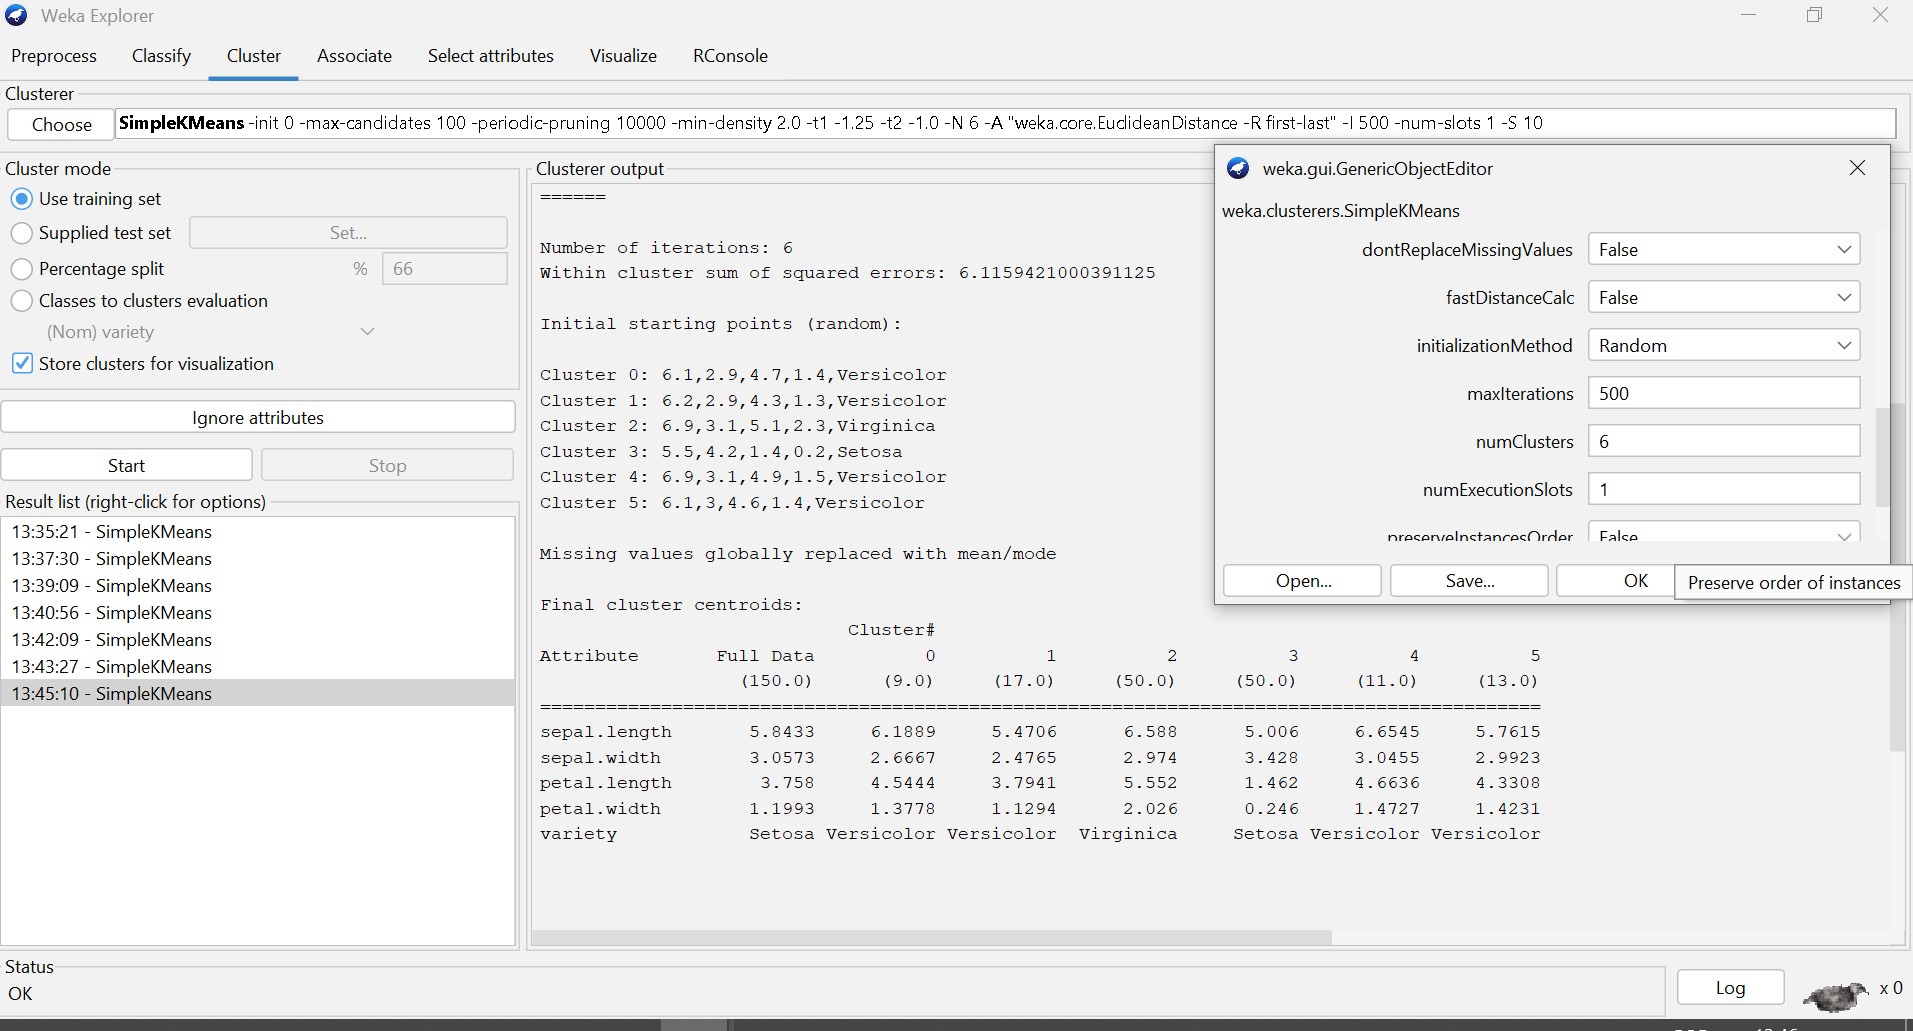 Weka Explorer
Preprocess Classify Cluster Associate Select attributes Visualize RConsole
Clusterer
Choose SimpleKMeans -init 0 -max-candidates 100 -periodic-pruning 10000 -min-density 2.0 -t1 -1.25 -t2 -1.0 -N 6 -A "weka.core.EuclideanDistance -R first-last" -I 500 -num-slots 1 -S 10
Cluster mode
Use training set
Supplied test set Set...
Percentage split % 66
Classes to clusters evaluation
(Nom) variety
Store clusters for visualization
Ignore attributes
Start Stop
Result list (right-click for options)
13:35:21 - SimpleKMeans
13:37:30 - SimpleKMeans
13:39:09 - SimpleKMeans
13:40:56 - SimpleKMeans
13:42:09 - SimpleKMeans
13:43:27 - SimpleKMeans
13:45:10 - SimpleKMeans
Clusterer output
======
Number of iterations: 6
Within cluster sum of squared errors: 6.1159421000391125
Initial starting points (random):
Cluster 0: 6.1,2.9,4.7,1.4,Versicolor
Cluster 1: 6.2,2.9,4.3,1.3,Versicolor
Cluster 2: 6.9,3.1,5.1,2.3,Virginica
Cluster 3: 5.5,4.2,1.4,0.2,Setosa
Cluster 4: 6.9,3.1,4.9,1.5,Versicolor
Cluster 5: 6.1,3,4.6,1.4,Versicolor
Missing values globally replaced with mean/mode
Final cluster centroids:
Cluster#
Attribute Full Data 0 1 2 3 4 5
(150.0) (9.0) (17.0) (50.0) (50.0) (11.0) (13.0)
===========================================================================================
sepal.length 5.8433 6.1889 5.4706 6.588 5.006 6.6545 5.7615
sepal.width 3.0573 2.6667 2.4765 2.974 3.428 3.0455 2.9923
petal.length 3.758 4.5444 3.7941 5.552 1.462 4.6636 4.3308
petal.width 1.1993 1.3778 1.1294 2.026 0.246 1.4727 1.4231
variety Setosa Versicolor Versicolor Virginica Setosa Versicolor Versicolor
weka.gui.GenericObjectEditor
weka.clusterers.SimpleKMeans
dontReplaceMissingValues False
fastDistanceCalc False
initializationMethod Random
maxIterations 500
numClusters 6
numExecutionSlots 1
preserveInstancesOrder False
Open... Save... OK Preserve order of instances
Status
OK
Log x 0